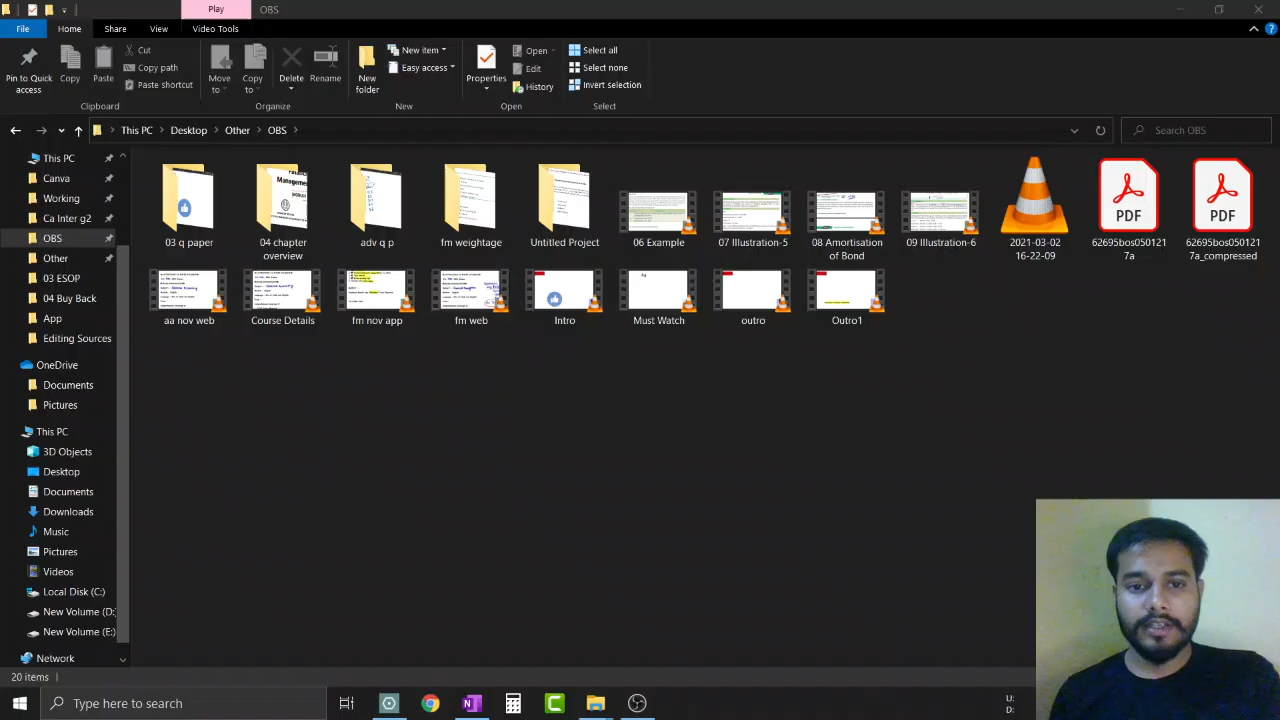 Play
OBS
File
Home
Share
View
Video Tools
Pin to Quick access
Copy
Paste
Cut
Copy path
Paste shortcut
Clipboard
Move to
Copy to
Delete
Rename
Organize
New folder
New item
Easy access
New
Properties
Open
Edit
History
Open
Select all
Select none
Invert selection
Select
This PC
Desktop
Other
OBS
Search OBS
This PC
Canva
Working
Ca Inter g2
OBS
Other
03 ESOP
04 Buy Back
App
Editing Sources
OneDrive
Documents
Pictures
This PC
3D Objects
Desktop
Documents
Downloads
Music
Pictures
Videos
Local Disk (C:)
New Volume (D:)
New Volume (E:)
Network
03 q paper
04 chapter overview
adv q p
fm weightage
Untitled Project
06 Example
07 Illustration-5
08 Amortisation of Bond
09 Illustration-6
2021-03-02
PDF
62695bos050121
7a
PDF
62695bos050121
aa nov web
Course Details
fm nov app
fm web
Intro
Must Watch
outro
Outro1
20 items
Type here to search
U:
D: